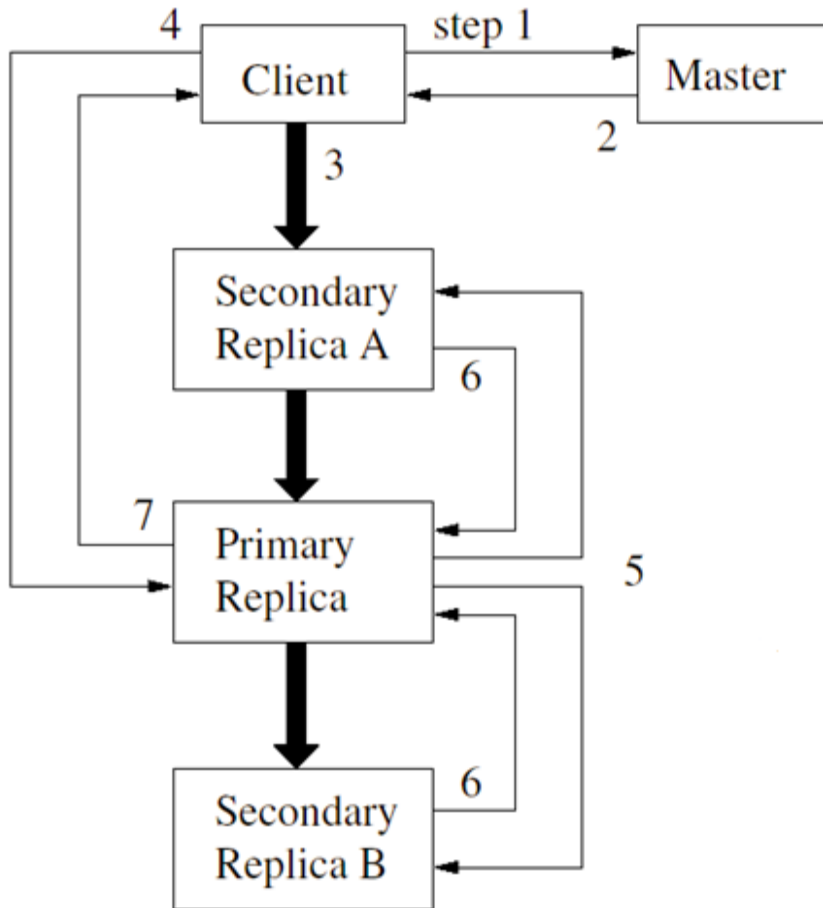 4
step 1
Client
Master
2
3
Secondary
Replica A
6
7
Primary
Replica
5
6
Secondary
Replica B